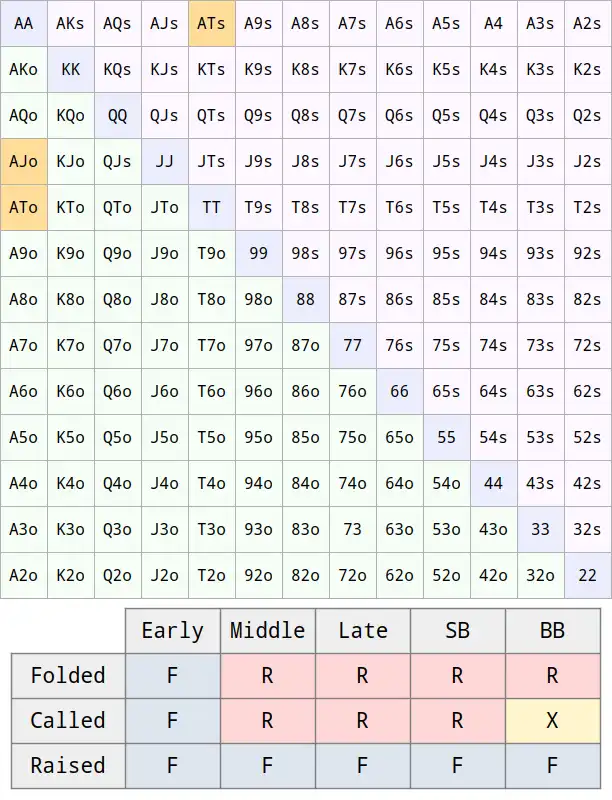 AA AKs AQs AJs ATs A9s A8s A7s A6s A5s A4 A3s A2s
AKo KK KQs KJs KTs K9s K8s K7s K6s K5s K4s K3s K2s
AQo KQo QQ QJs QTs Q9s Q8s Q7s Q6s Q5s Q4s Q3s Q2s
AJo KJo QJs JJ JTs J9s J8s J7s J6s J5s J4s J3s J2s
ATo KTo QTo JTo TT T9s T8s T7s T6s T5s T4s T3s T2s
A9o K9o Q9o J9o T9o 99 98s 97s 96s 95s 94s 93s 92s
A8o K8o Q8o J8o T8o 98o 88 87s 86s 85s 84s 83s 82s
A7o K7o Q7o J7o T7o 97o 87o 77 76s 75s 74s 73s 72s
A6o K6o Q6o J6o T6o 96o 86o 76o 66 65s 64s 63s 62s
A5o K5o Q5o J5o T5o 95o 85o 75o 65o 55 54s 53s 52s
A4o K4o Q4o J4o T4o 94o 84o 74o 64o 54o 44 43s 42s
A3o K3o Q3o J3o T3o 93o 83o 73 63o 53o 43o 33 32s
A2o K2o Q2o J2o T2o 92o 82o 72o 62o 52o 42o 32o 22
Early Middle Late SB BB
Folded F R R R R
Called F R R R X
Raised F F F F F